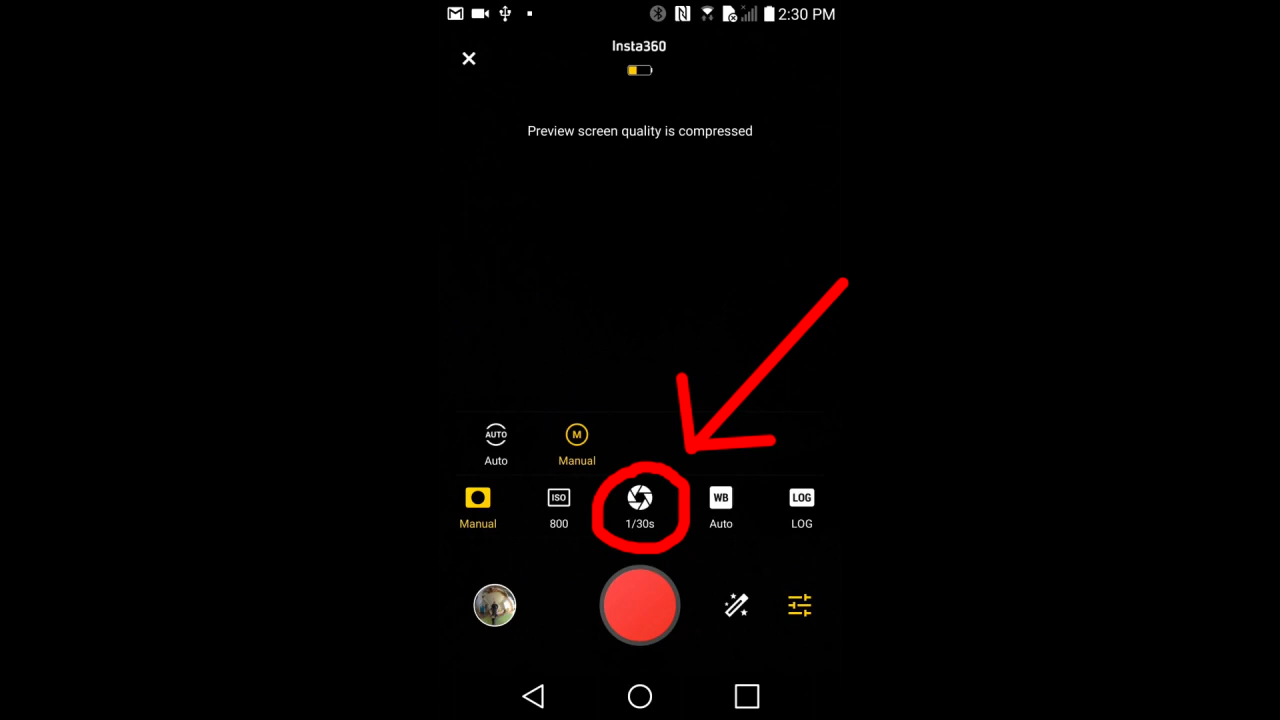 2:30 PM
Insta360
Preview screen quality is compressed
AUTO
M
Auto
Manual
ISO
WB
LOG
Manual
800
1/30s
Auto
LOG